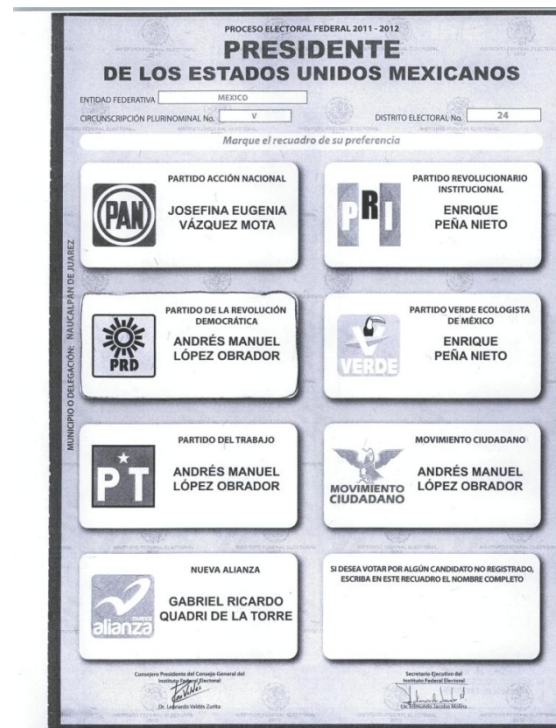 PROCESO ELECTORAL FEDERAL 2011 - 2012
PRESIDENTE
DE LOS ESTADOS UNIDOS MEXICANOS
ENTIDAD FEDERATIVA MEXICO
CIRCUNSCRIPCIÓN PLURINOMINAL No. V DISTRITO ELECTORAL No. 24
Marque el recuadro de su preferencia
MUNICIPIO O DELEGACIÓN: NAUCALPAN DE JUAREZ
PARTIDO ACCIÓN NACIONAL
PAN
JOSEFINA EUGENIA
VÁZQUEZ MOTA
PARTIDO REVOLUCIONARIO
INSTITUCIONAL
PRI
ENRIQUE
PEÑA NIETO
PARTIDO DE LA REVOLUCIÓN
DEMOCRÁTICA
PRD
ANDRÉS MANUEL
LÓPEZ OBRADOR
PARTIDO VERDE ECOLOGISTA
DE MÉXICO
VERDE
ENRIQUE
PEÑA NIETO
PARTIDO DEL TRABAJO
PT
ANDRÉS MANUEL
LÓPEZ OBRADOR
MOVIMIENTO CIUDADANO
MOVIMIENTO
CIUDADANO
ANDRÉS MANUEL
LÓPEZ OBRADOR
NUEVA ALIANZA
nueva
alianza
GABRIEL RICARDO
QUADRI DE LA TORRE
SI DESEA VOTAR POR ALGÚN CANDIDATO NO REGISTRADO,
ESCRIBA EN ESTE RECUADRO EL NOMBRE COMPLETO
Consejero Presidente del Consejo General del
Instituto Federal Electoral
Dr. Leonardo Valdés Zurita
Secretario Ejecutivo del
Instituto Federal Electoral
Lic. Edmundo Jacobo Molina